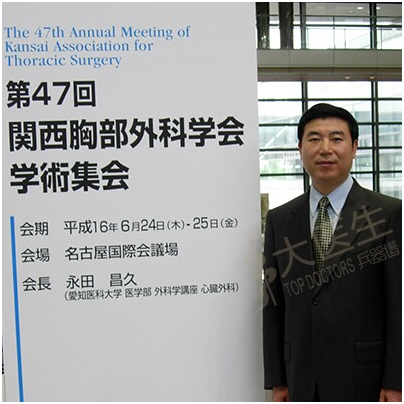 The 47th Annual Meeting of
Kansai Association for
Thoracic Surgery
第47回
関西胸部外科学会
学術集会
会期 平成16年6月24日(木)-25日(金)
会場 名古屋国際会議場
会長 永田 昌久
(愛知医科大学 医学部 外科学講座 心臓外科)
大医生
TOP DOCTORS 兵器谱